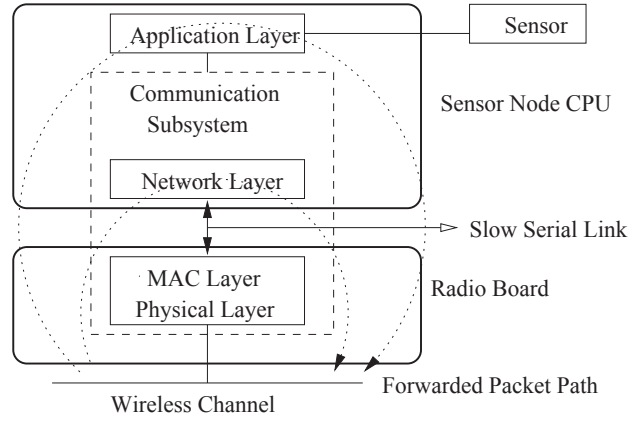 Application Layer
Sensor
Communication
Subsystem
Sensor Node CPU
Network Layer
Slow Serial Link
MAC Layer
Physical Layer
Radio Board
Forwarded Packet Path
Wireless Channel